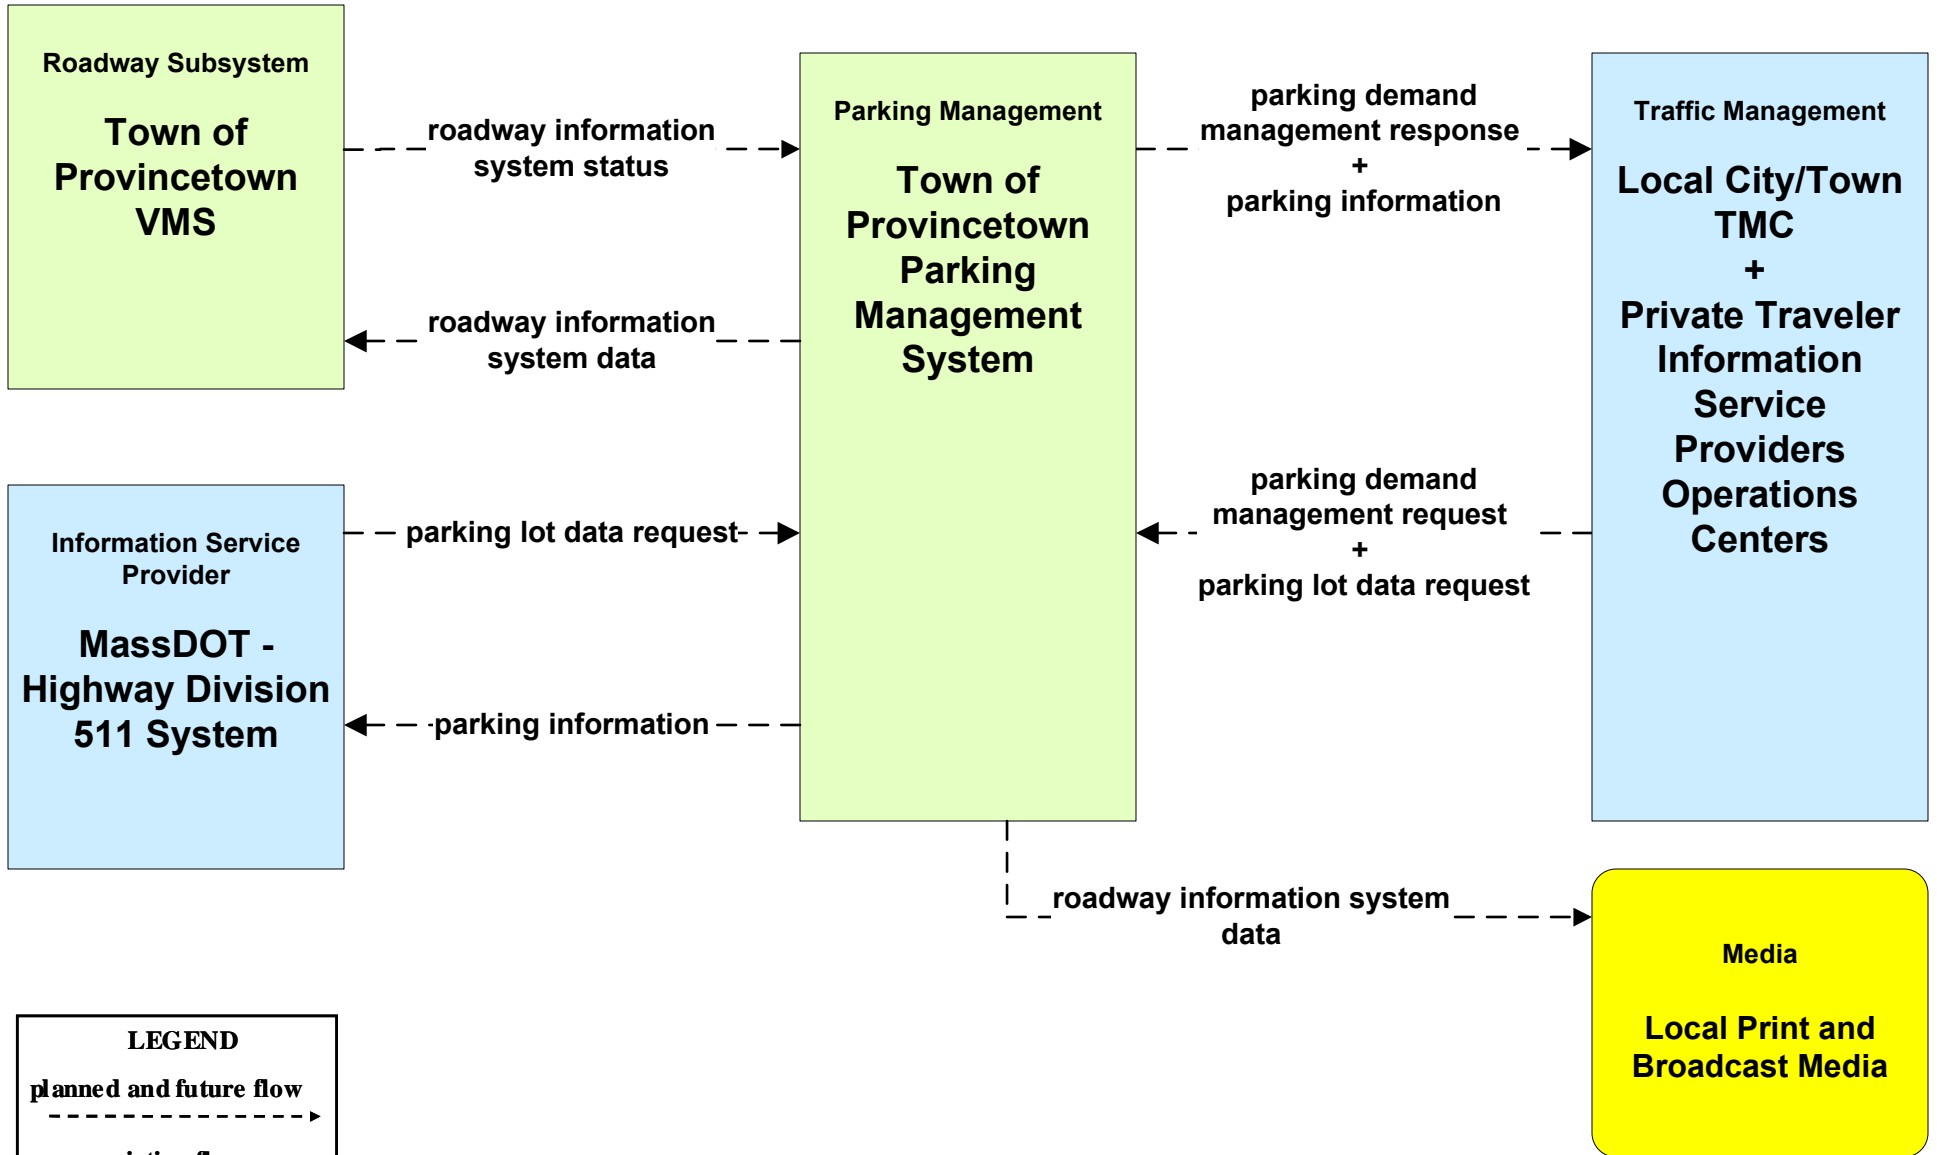 Roadway Subsystem
Town of
Provincetown
VMS
roadway information
system status
roadway information
system data
Parking Management
Town of
Provincetown
Parking
Management
System
parking demand
management response
+
parking information
parking demand
management request
+
parking lot data request
Traffic Management
Local City/Town
TMC
+
Private Traveler
Information
Service
Providers
Operations
Centers
Information Service
Provider
MassDOT -
Highway Division
511 System
parking lot data request
parking information
roadway information system
data
Media
Local Print and
Broadcast Media
LEGEND
planned and future flow